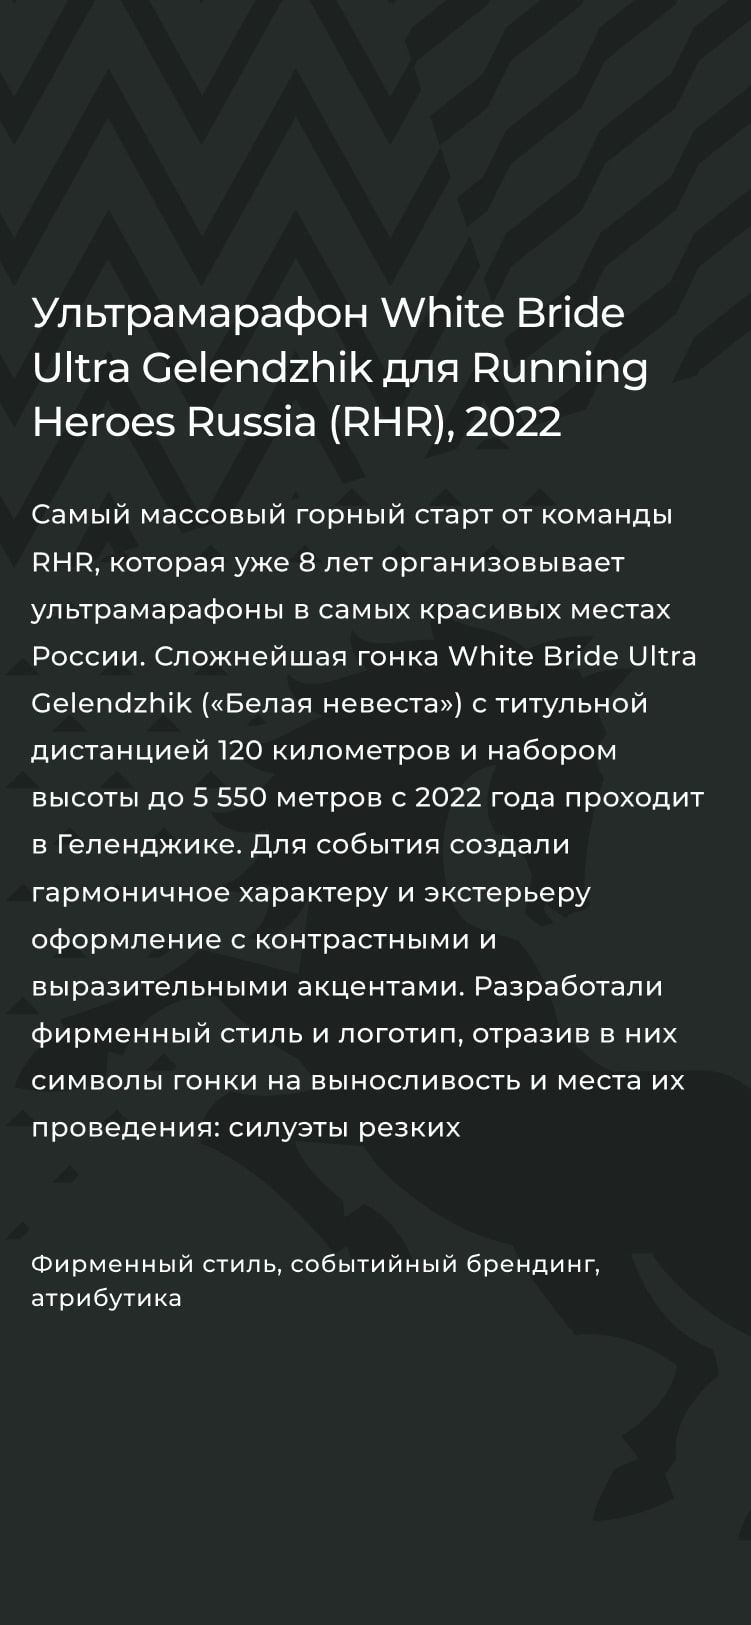 Ультрамарафон White Bride
Ultra Gelendzhik для Running
Heroes Russia (RHR), 2022
Самый массовый горный старт от команды
RHR, которая уже 8 лет организовывает
ультрамарафоны в самых красивых местах
России. Сложнейшая гонка White Bride Ultra
Gelendzhik («Белая невеста») с титульной
дистанцией 120 километров и набором
высоты до 5 550 метров с 2022 года проходит
в Геленджике. Для события создали
гармоничное характеру и экстерьеру
оформление с контрастными и
выразительными акцентами. Разработали
фирменный стиль и логотип, отразив в них
символы гонки на выносливость и места их
проведения: силуэты резких
Фирменный стиль, событийный брендинг,
атрибутика